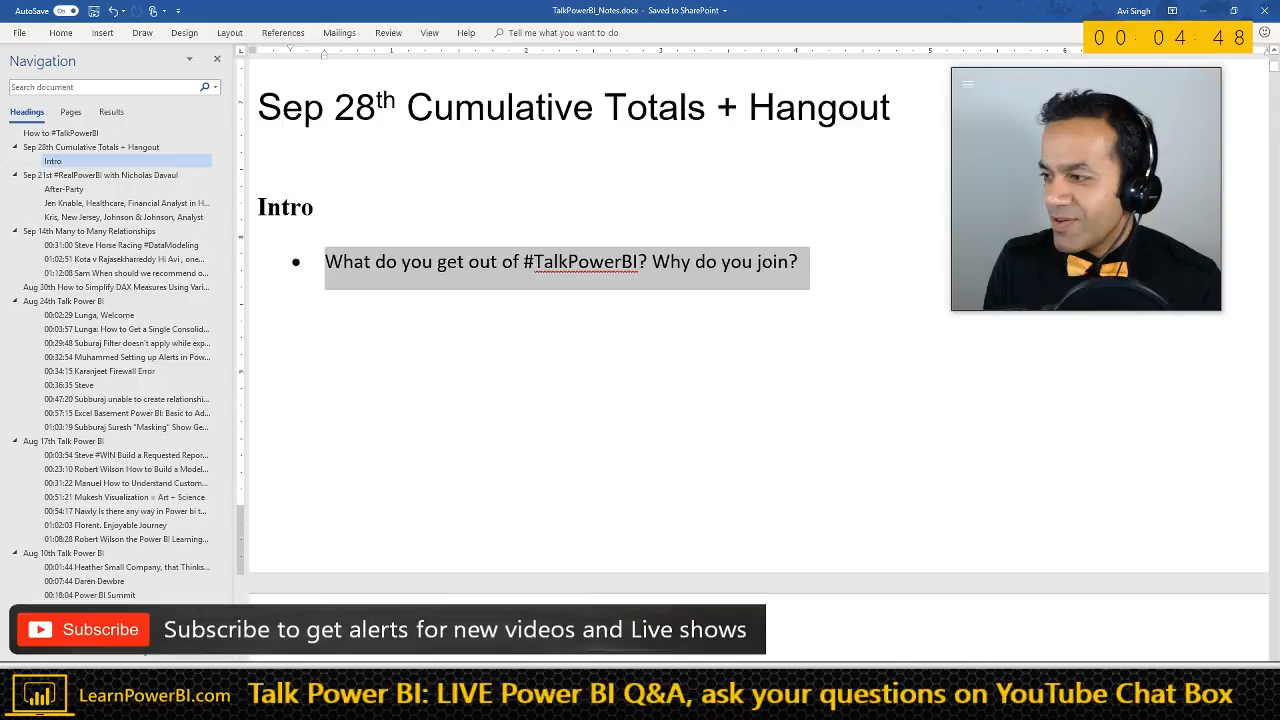 AutoSave On
TalkPowerBI_Notes.docx - Saved to SharePoint
Avi Singh
File Home Insert Draw Design Layout References Mailings Review View Help Tell me what you want to do
00:04:48
Navigation
Search document
Headings Pages Results
How to #TalkPowerBI
Sep 28th Cumulative Totals + Hangout
Intro
Sep 21st #RealPowerBI with Nicholas Davaul
After-Party
Jen Knable, Healthcare, Financial Analyst in H...
Kris, New Jersey, Johnson & Johnson, Analyst
Sep 14th Many to Many Relationships
00:31:00 Steve Horse Racing #DataModeling
01:02:51 Kota v Rajasekharreddy Hi Avi , one...
01:12:08 Sam When should we recommend o...
Aug 30th How to Simplify DAX Measures Using Vari...
Aug 24th Talk Power BI
00:02:29 Lunga, Welcome
00:03:57 Lunga: How to Get a Single Consolid...
00:29:48 Suburaj Filter doesn't apply while exp...
00:32:54 Muhammed Setting up Alerts in Pow...
00:34:15 Karanjeet Firewall Error
00:36:35 Steve
00:47:20 Subburaj unable to create relationshi...
00:57:15 Excel Basement Power BI: Basic to Ad...
01:03:19 Subburaj Suresh "Masking" Show Ge...
Aug 17th Talk Power BI
00:03:54 Steve #WIN Build a Requested Repor...
00:23:10 Robert Wilson How to Build a Model...
00:31:22 Manuel How to Understand Custom...
00:51:21 Mukesh Visualization = Art + Science
00:54:17 Nawly Is there any way in Power bi t...
01:02:03 Florent. Enjoyable Journey
01:08:28 Robert Wilson the Power BI Learning...
Aug 10th Talk Power BI
00:01:44 Heather Small Company, that Thinks...
00:07:44 Daren Dewbre
00:18:04 Power BI Summit
Sep 28th Cumulative Totals + Hangout
Intro
• What do you get out of #TalkPowerBI? Why do you join?
Subscribe Subscribe to get alerts for new videos and Live shows
LearnPowerBI.com Talk Power BI: LIVE Power BI Q&A, ask your questions on YouTube Chat Box